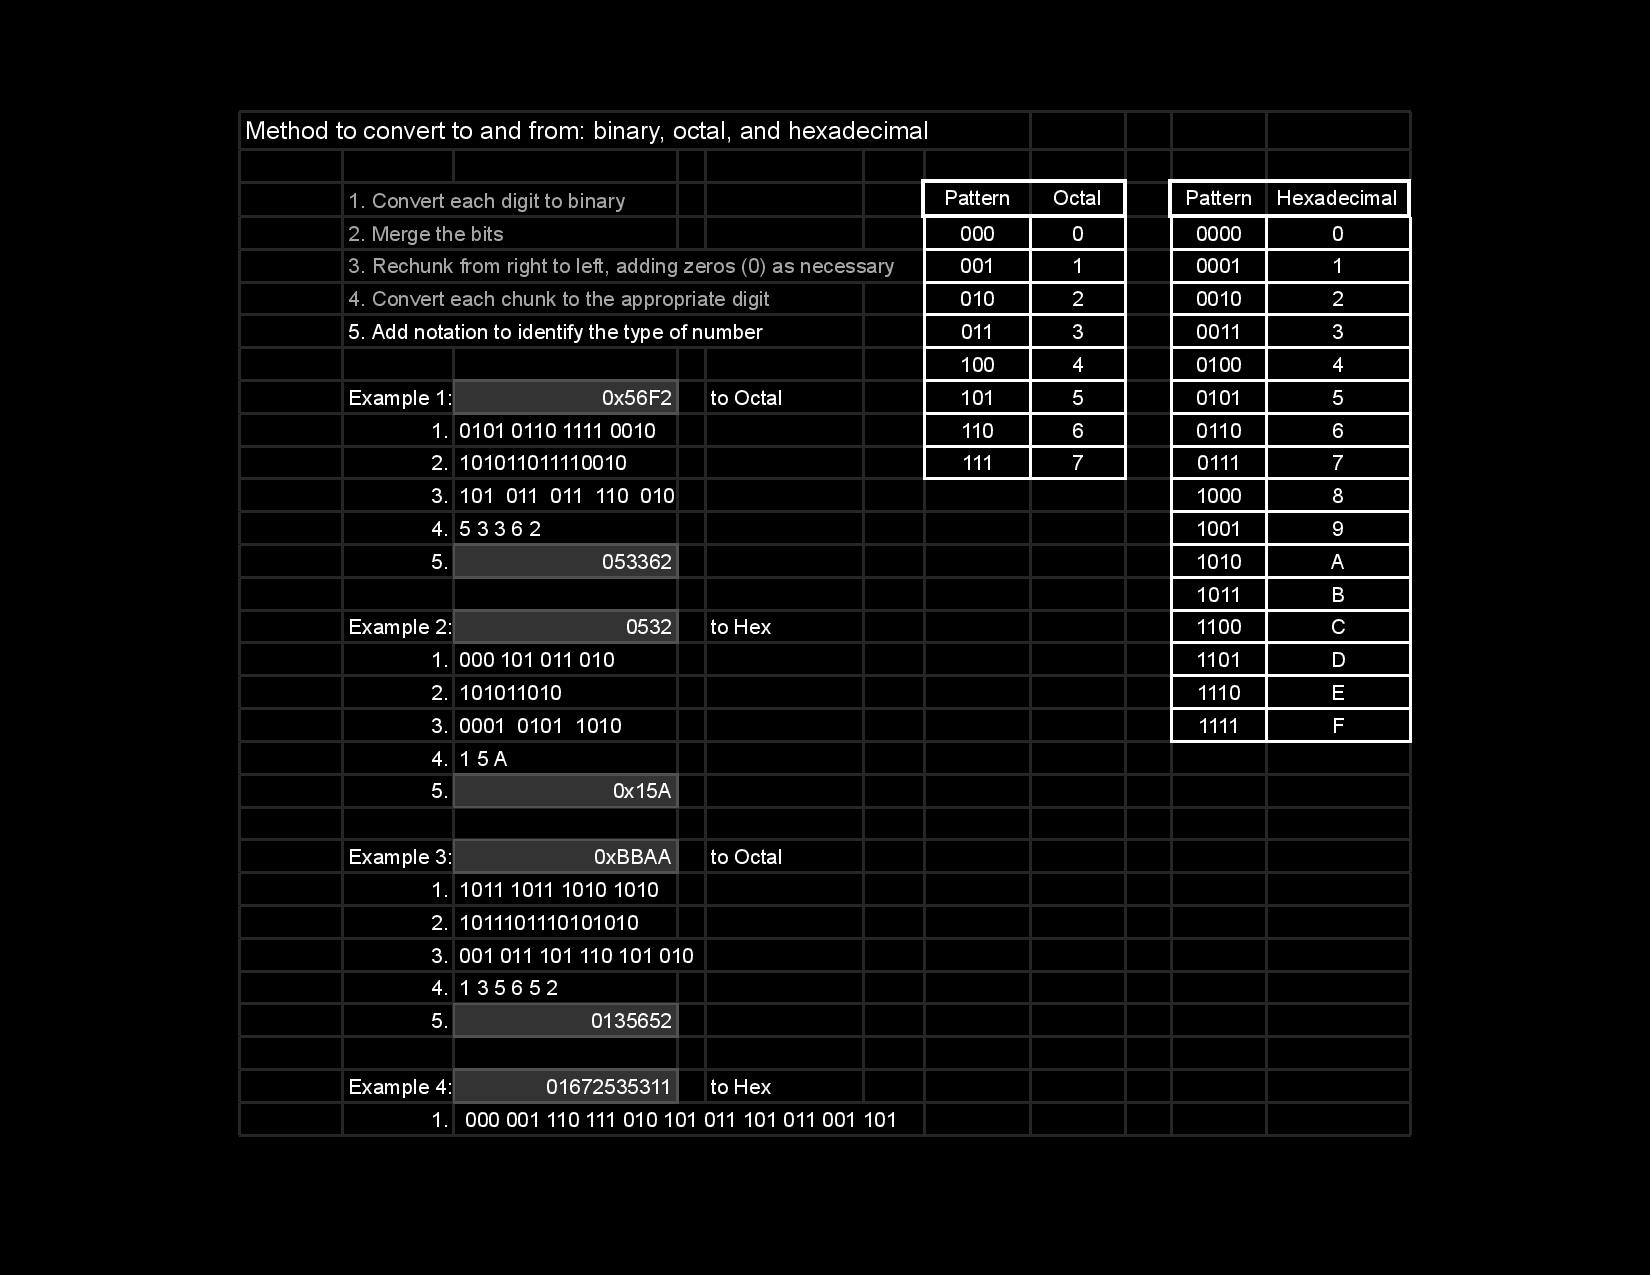 Method to convert to and from: binary, octal, and hexadecimal
1. Convert each digit to binary
2. Merge the bits
3. Rechunk from right to left, adding zeros (0) as necessary
4. Convert each chunk to the appropriate digit
5. Add notation to identify the type of number
Example 1: 0x56F2 to Octal
1. 0101 0110 1111 0010
2. 101011011110010
3. 101 011 011 110 010
4. 5 3 3 6 2
5. 053362
Example 2: 0532 to Hex
1. 000 101 011 010
2. 101011010
3. 0001 0101 1010
4. 1 5 A
5. 0x15A
Example 3: 0xBBAA to Octal
1. 1011 1011 1010 1010
2. 1011101110101010
3. 001 011 101 110 101 010
4. 1 3 5 6 5 2
5. 0135652
Example 4: 01672535311 to Hex
1. 000 001 110 111 010 101 011 101 011 001 101
Pattern Octal
000 0
001 1
010 2
011 3
100 4
101 5
110 6
111 7
Pattern Hexadecimal
0000 0
0001 1
0010 2
0011 3
0100 4
0101 5
0110 6
0111 7
1000 8
1001 9
1010 A
1011 B
1100 C
1101 D
1110 E
1111 F